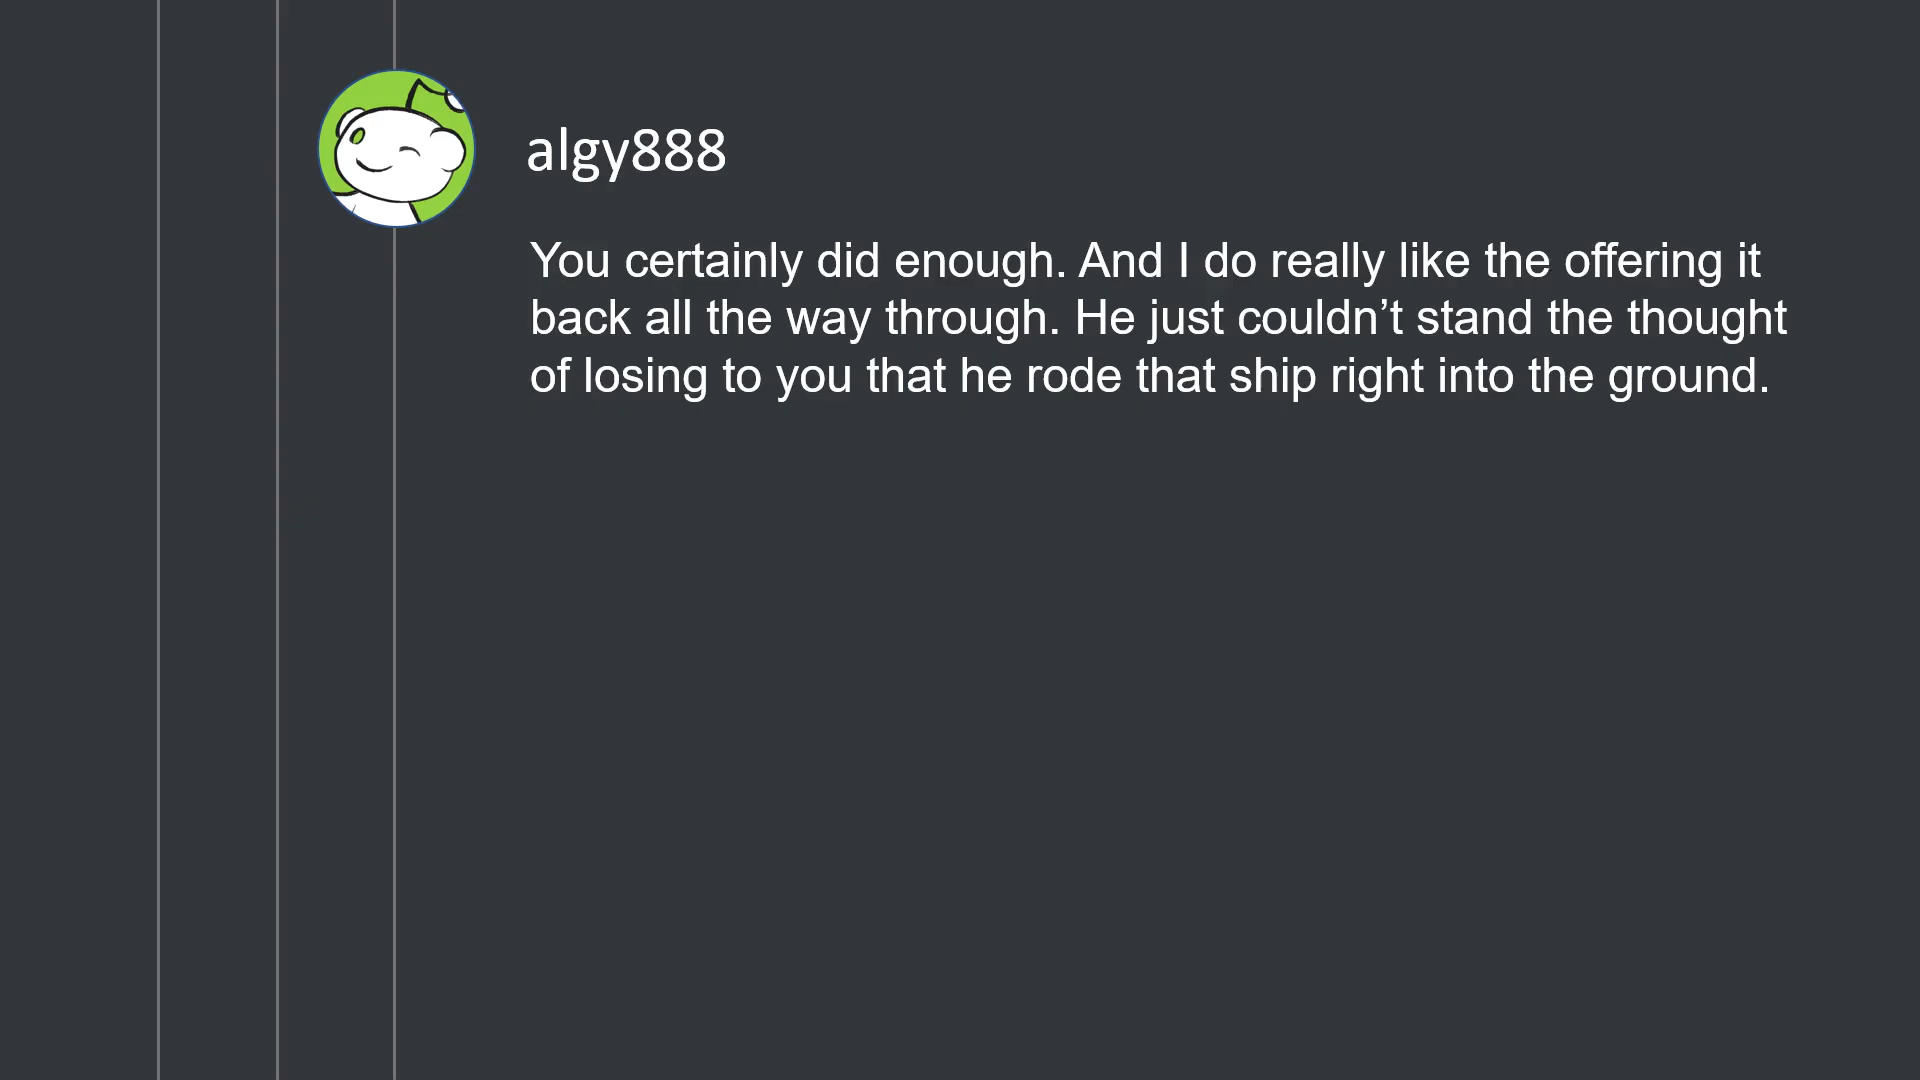 algy888
You certainly did enough. And I do really like the offering it
back all the way through. He just couldn’t stand the thought
of losing to you that he rode that ship right into the ground.